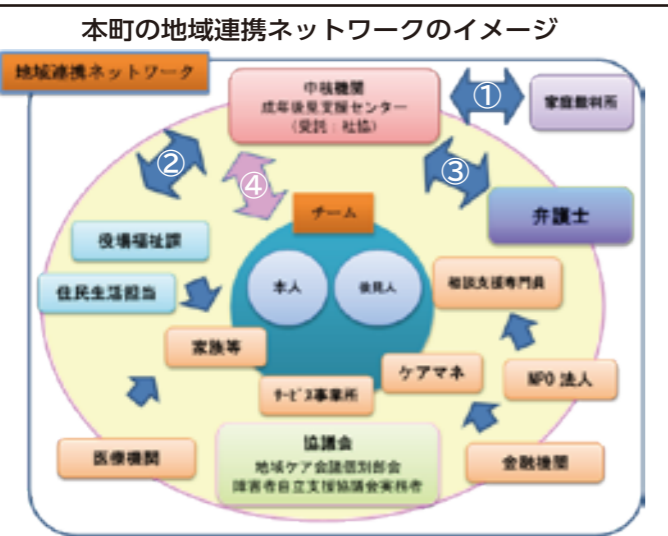 本町の地域連携ネットワークのイメージ
地域連携ネットワーク
中核機関
成年後見支援センター
(受託:社協)
①
家庭裁判所
②
④
③
チーム
弁護士
役場福祉課
本人
後見人
相談支援専門員
住民生活担当
家族等
ケアマネ
NPO 法人
サービス事業所
協議会
地域ケア会議個別部会
障害者自立支援協議会実務者
医療機関
金融機関